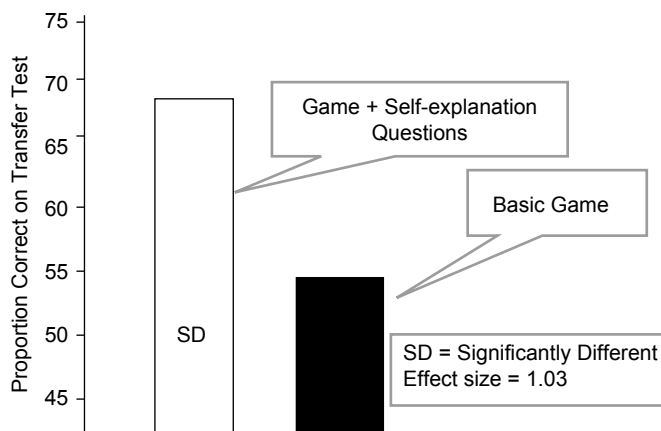 Proportion Correct on Transfer Test
75
70
65
60
55
50
45
Game + Self-explanation
Questions
Basic Game
SD
SD = Significantly Different
Effect size = 1.03